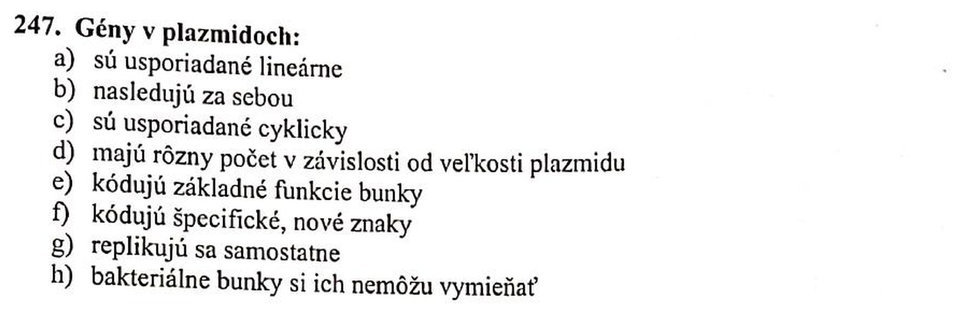 247. Gény v plazmidoch:
a) sú usporiadané lineárne
b) nasledujú za sebou
c) sú usporiadané cyklicky
d) majú rôzny počet v závislosti od veľkosti plazmidu
e) kódujú základné funkcie bunky
f) kódujú špecifické, nové znaky
g) replikujú sa samostatne
h) bakteriálne bunky si ich nemôžu vymieňať